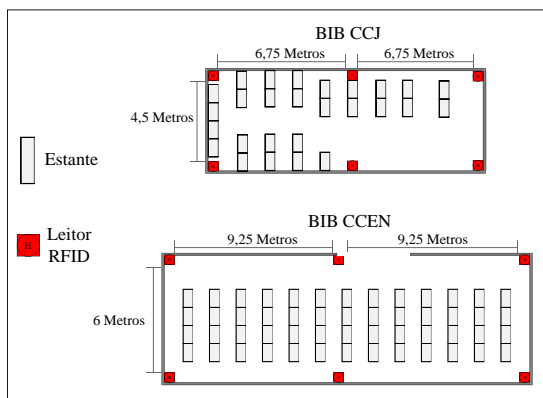 BIB CCJ
6,75 Metros
6,75 Metros
4,5 Metros
Estante
BIB CCEN
Leitor
RFID
9,25 Metros
9,25 Metros
6 Metros